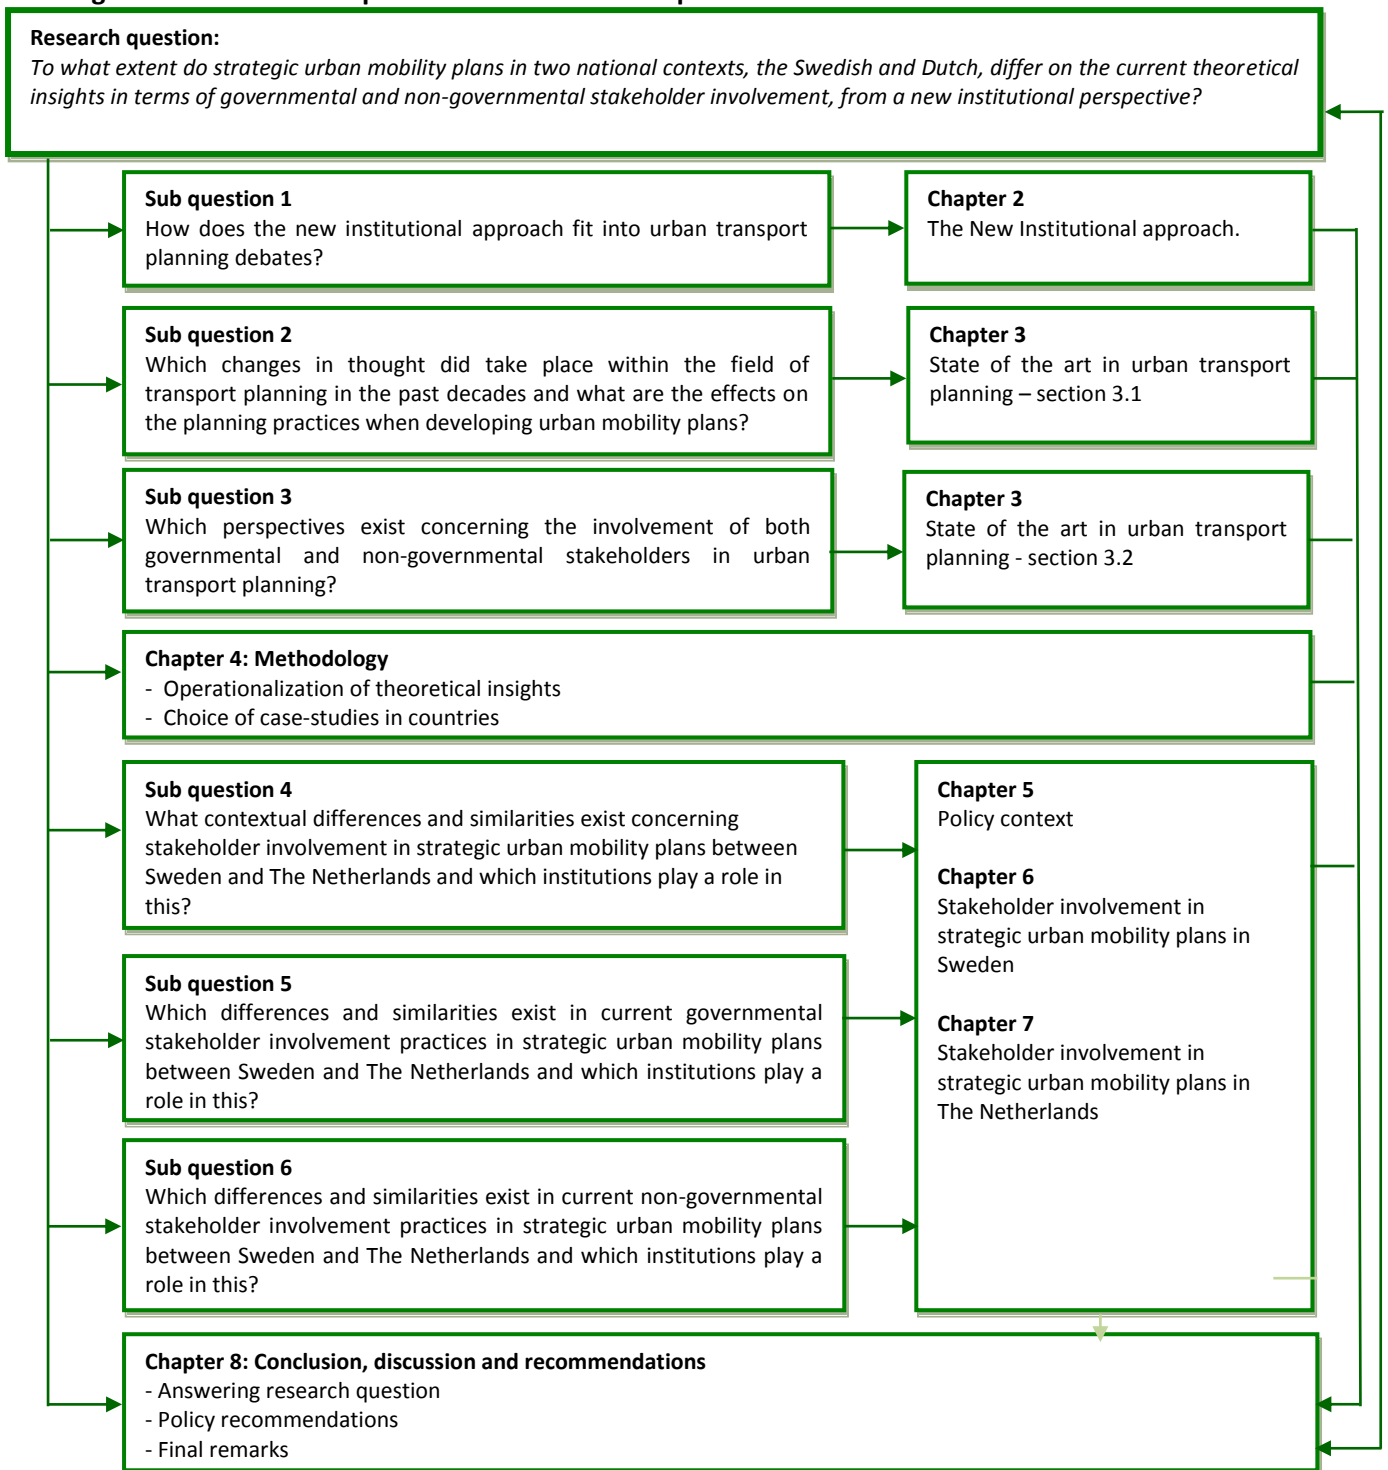 Research question:
To what extent do strategic urban mobility plans in two national contexts, the Swedish and Dutch, differ on the current theoretical
insights in terms of governmental and non-governmental stakeholder involvement, from a new institutional perspective?
Sub question 1
How does the new institutional approach fit into urban transport
planning debates?
Chapter 2
The New Institutional approach.
Sub question 2
Which changes in thought did take place within the field of
transport planning in the past decades and what are the effects on
the planning practices when developing urban mobility plans?
Chapter 3
State of the art in urban transport
planning – section 3.1
Sub question 3
Which perspectives exist concerning the involvement of both
governmental and non-governmental stakeholders in urban
transport planning?
Chapter 3
State of the art in urban transport
planning - section 3.2
Chapter 4: Methodology
- Operationalization of theoretical insights
- Choice of case-studies in countries
Sub question 4
What contextual differences and similarities exist concerning
stakeholder involvement in strategic urban mobility plans between
Sweden and The Netherlands and which institutions play a role in
this?
Sub question 5
Which differences and similarities exist in current governmental
stakeholder involvement practices in strategic urban mobility plans
between Sweden and The Netherlands and which institutions play a
role in this?
Sub question 6
Which differences and similarities exist in current non-governmental
stakeholder involvement practices in strategic urban mobility plans
between Sweden and The Netherlands and which institutions play a
role in this?
Chapter 5
Policy context
Chapter 6
Stakeholder involvement in
strategic urban mobility plans in
Sweden
Chapter 7
Stakeholder involvement in
strategic urban mobility plans in
The Netherlands
Chapter 8: Conclusion, discussion and recommendations
- Answering research question
- Policy recommendations
- Final remarks